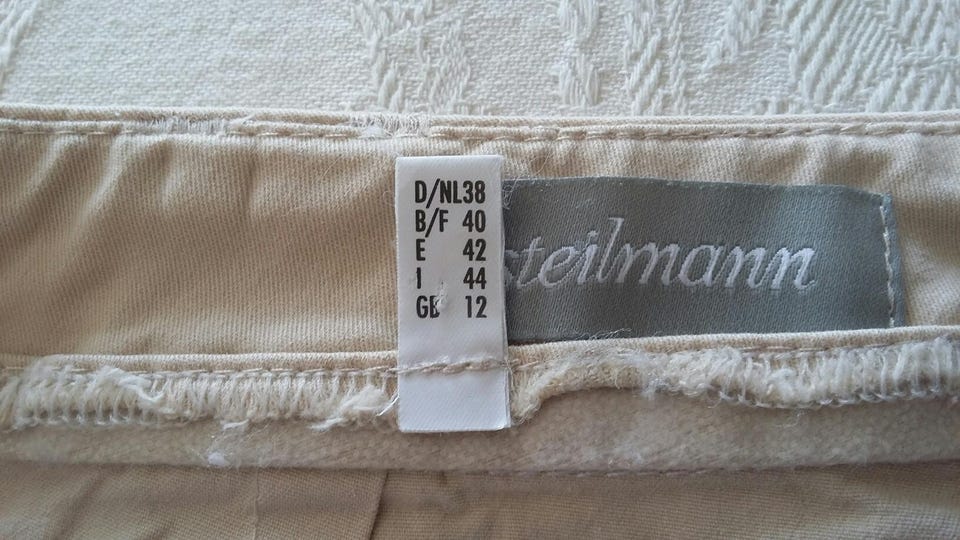 D/NL38
B/F 40
E 42
I 44
GB 12
steilmann